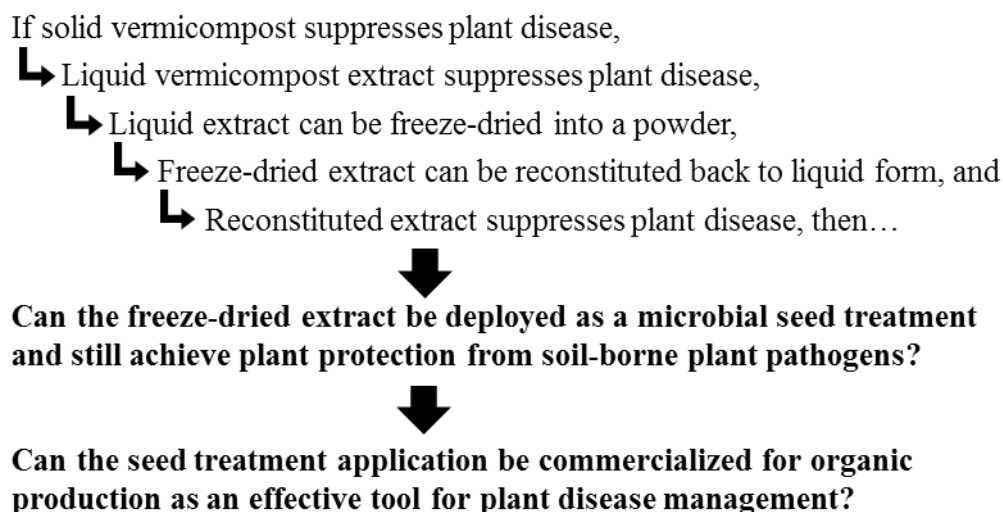 If solid vermicompost suppresses plant disease,
Liquid vermicompost extract suppresses plant disease,
Liquid extract can be freeze-dried into a powder,
Freeze-dried extract can be reconstituted back to liquid form, and
Reconstituted extract suppresses plant disease, then…
Can the freeze-dried extract be deployed as a microbial seed treatment
and still achieve plant protection from soil-borne plant pathogens?
Can the seed treatment application be commercialized for organic
production as an effective tool for plant disease management?